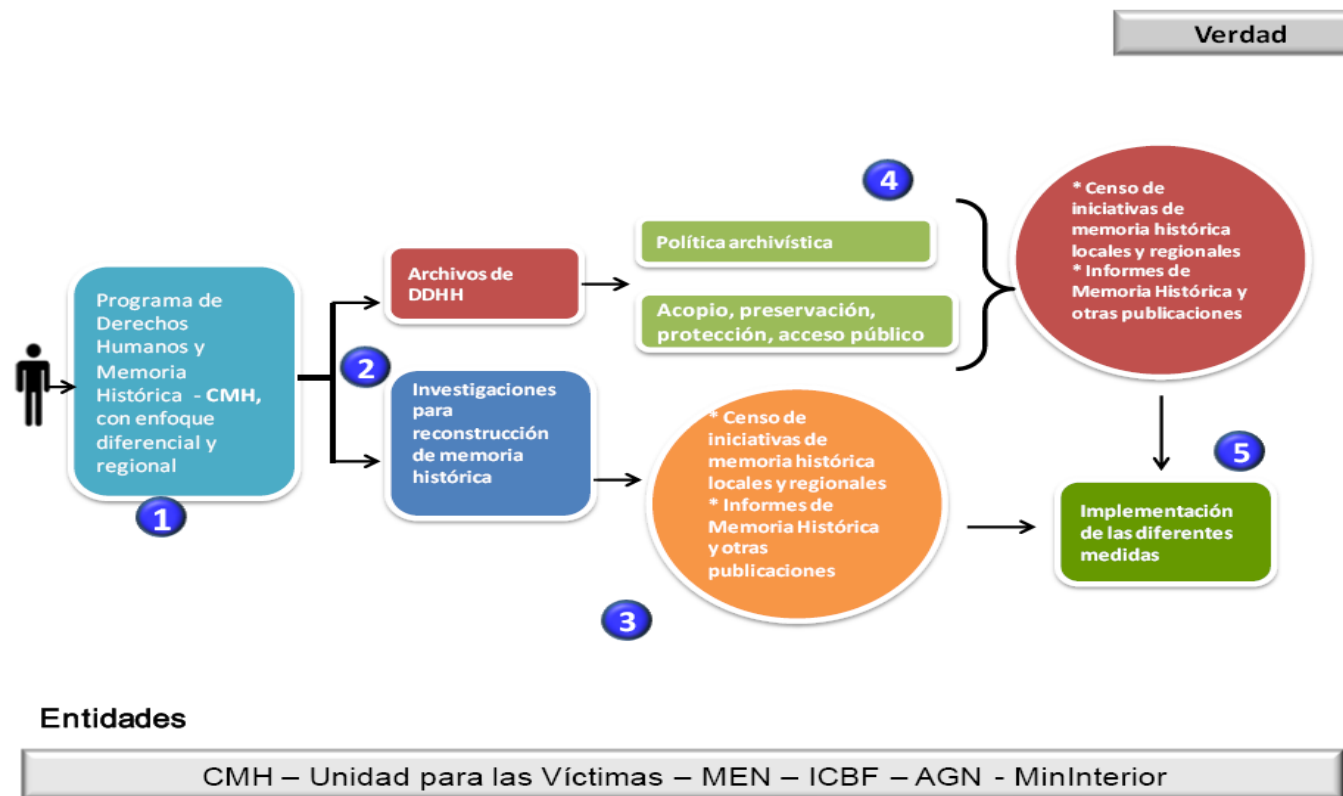 Verdad
4
* Censo de
iniciativas de
memoria histórica
locales y regionales
* Informes de
Memoria Histórica y
otras publicaciones
Política archivística
Archivos de
DDHH
Acopio, preservación,
protección, acceso público
Programa de
Derechos
Humanos y
Memoria
Histórica - CMH,
con enfoque
diferencial y
regional
1
2
Investigaciones
para
reconstrucción
de memoria
histórica
* Censo de
iniciativas de
memoria histórica
locales y regionales
* Informes de
Memoria Histórica
y otras
publicaciones
3
5
Implementación
de las diferentes
medidas
Entidades
CMH – Unidad para las Víctimas – MEN – ICBF – AGN - MinInterior